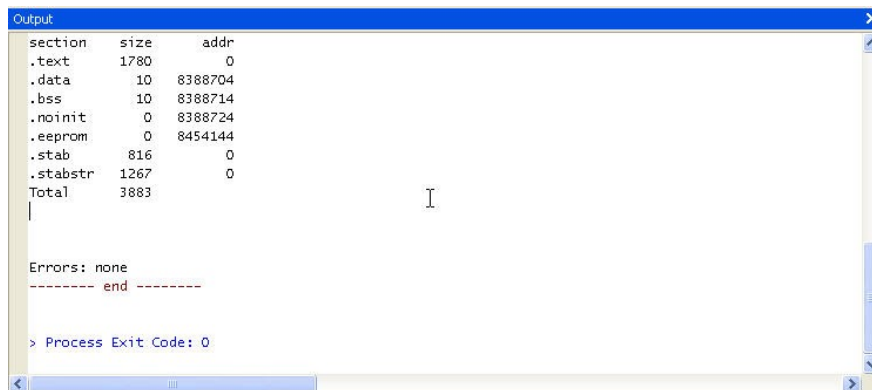 Output
section size addr
.text 1780 0
.data 10 8388704
.bss 10 8388714
.noinit 0 8388724
.eeprom 0 8454144
.stab 816 0
.stabstr 1267 0
Total 3883
Errors: none
-------- end --------
> Process Exit Code: 0